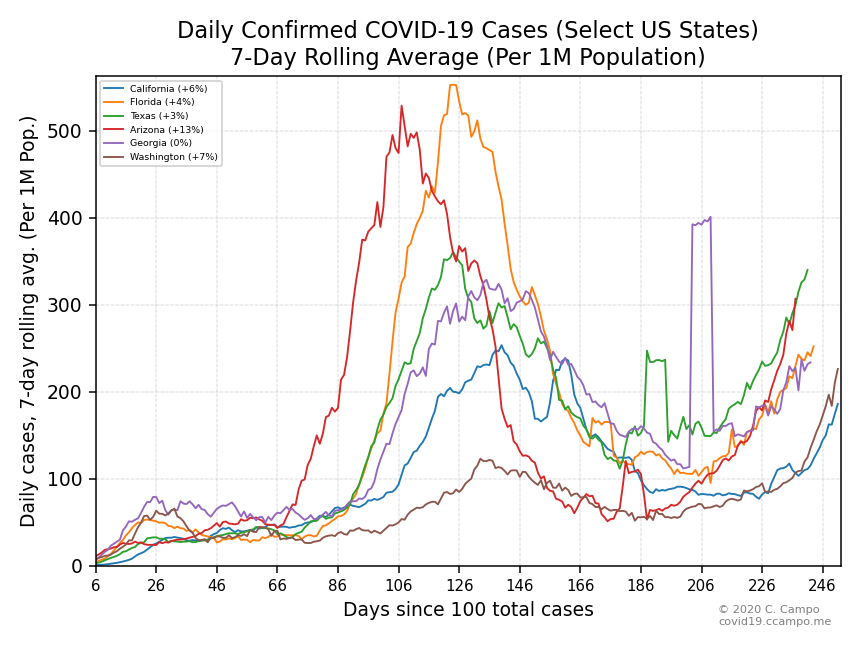 Daily Confirmed COVID-19 Cases (Select US States)
7-Day Rolling Average (Per 1M Population)
Daily cases, 7-day rolling avg. (Per 1M Pop.)
California (+6%)
Florida (+4%)
Texas (+3%)
Arizona (+13%)
Georgia (0%)
Washington (+7%)
500
400
300
200
100
0
6 26 46 66 86 106 126 146 166 186 206 226 246
Days since 100 total cases
© 2020 C. Campo
covid19.ccampo.me